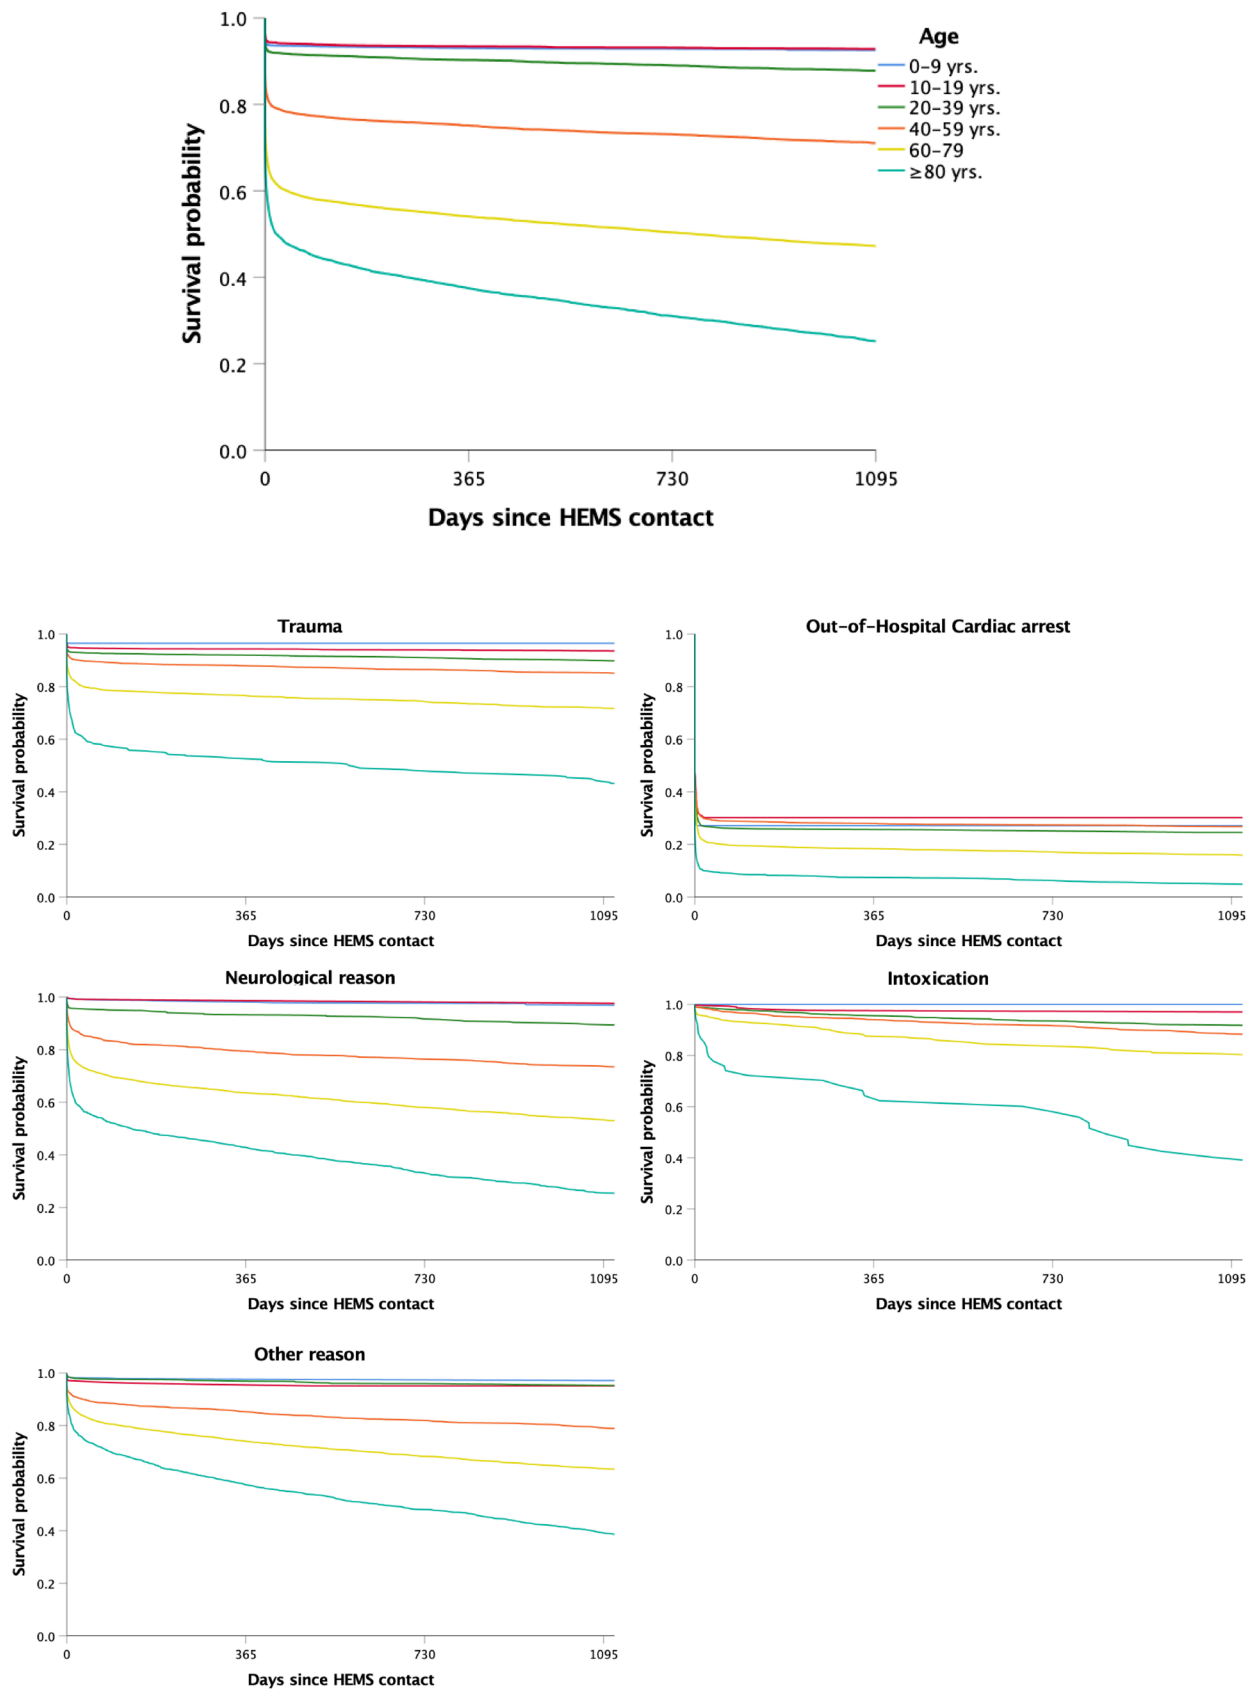 1.0
0.8
0.6
0.4
0.2
0.0
Survival probability
0
365
730
1095
Days since HEMS contact
Age
0–9 yrs.
10–19 yrs.
20–39 yrs.
40–59 yrs.
60–79
≥80 yrs.
Trauma
1.0
0.8
0.6
0.4
0.2
0.0
Survival probability
0
365
730
1095
Days since HEMS contact
Out–of–Hospital Cardiac arrest
1.0
0.8
0.6
0.4
0.2
0.0
Survival probability
0
365
730
1095
Days since HEMS contact
Neurological reason
1.0
0.8
0.6
0.4
0.2
0.0
Survival probability
0
365
730
1095
Days since HEMS contact
Intoxication
1.0
0.8
0.6
0.4
0.2
0.0
Survival probability
0
365
730
1095
Days since HEMS contact
Other reason
1.0
0.8
0.6
0.4
0.2
0.0
Survival probability
0
365
730
1095
Days since HEMS contact